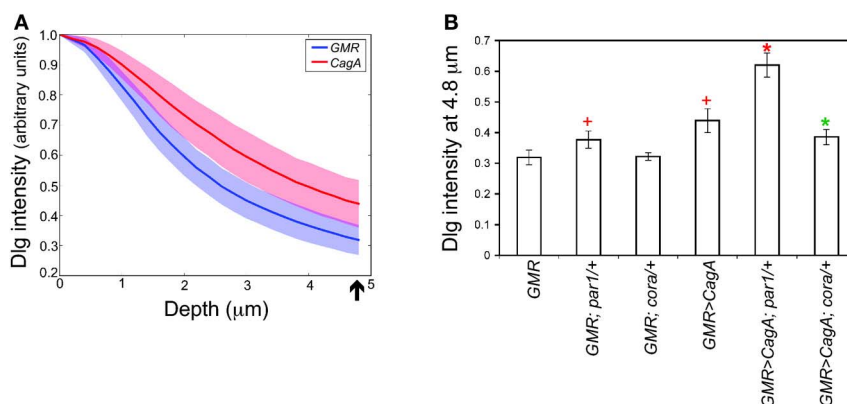 A
Dlg intensity (arbitrary units)
1.0
0.9
0.8
0.7
0.6
0.5
0.4
0.3
0.2
GMR
CagA
0 1 2 3 4 5
Depth (μm)
B
Dlg intensity at 4.8 μm
0.7
0.6
0.5
0.4
0.3
0.2
0.1
0
+
+
*
*
GMR
GMR; par1/+
GMR; cora/+
GMR>CagA
GMR>CagA; par1/+
GMR>CagA; cora/+